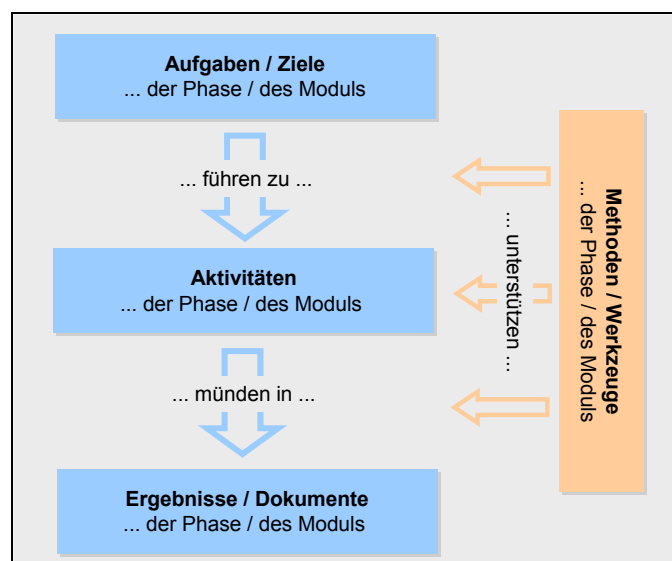 Aufgaben / Ziele
... der Phase / des Moduls
... führen zu ...
Aktivitäten
... der Phase / des Moduls
... münden in ...
Ergebnisse / Dokumente
... der Phase / des Moduls
... unterstützen ...
Methoden / Werkzeuge
... der Phase / des Moduls